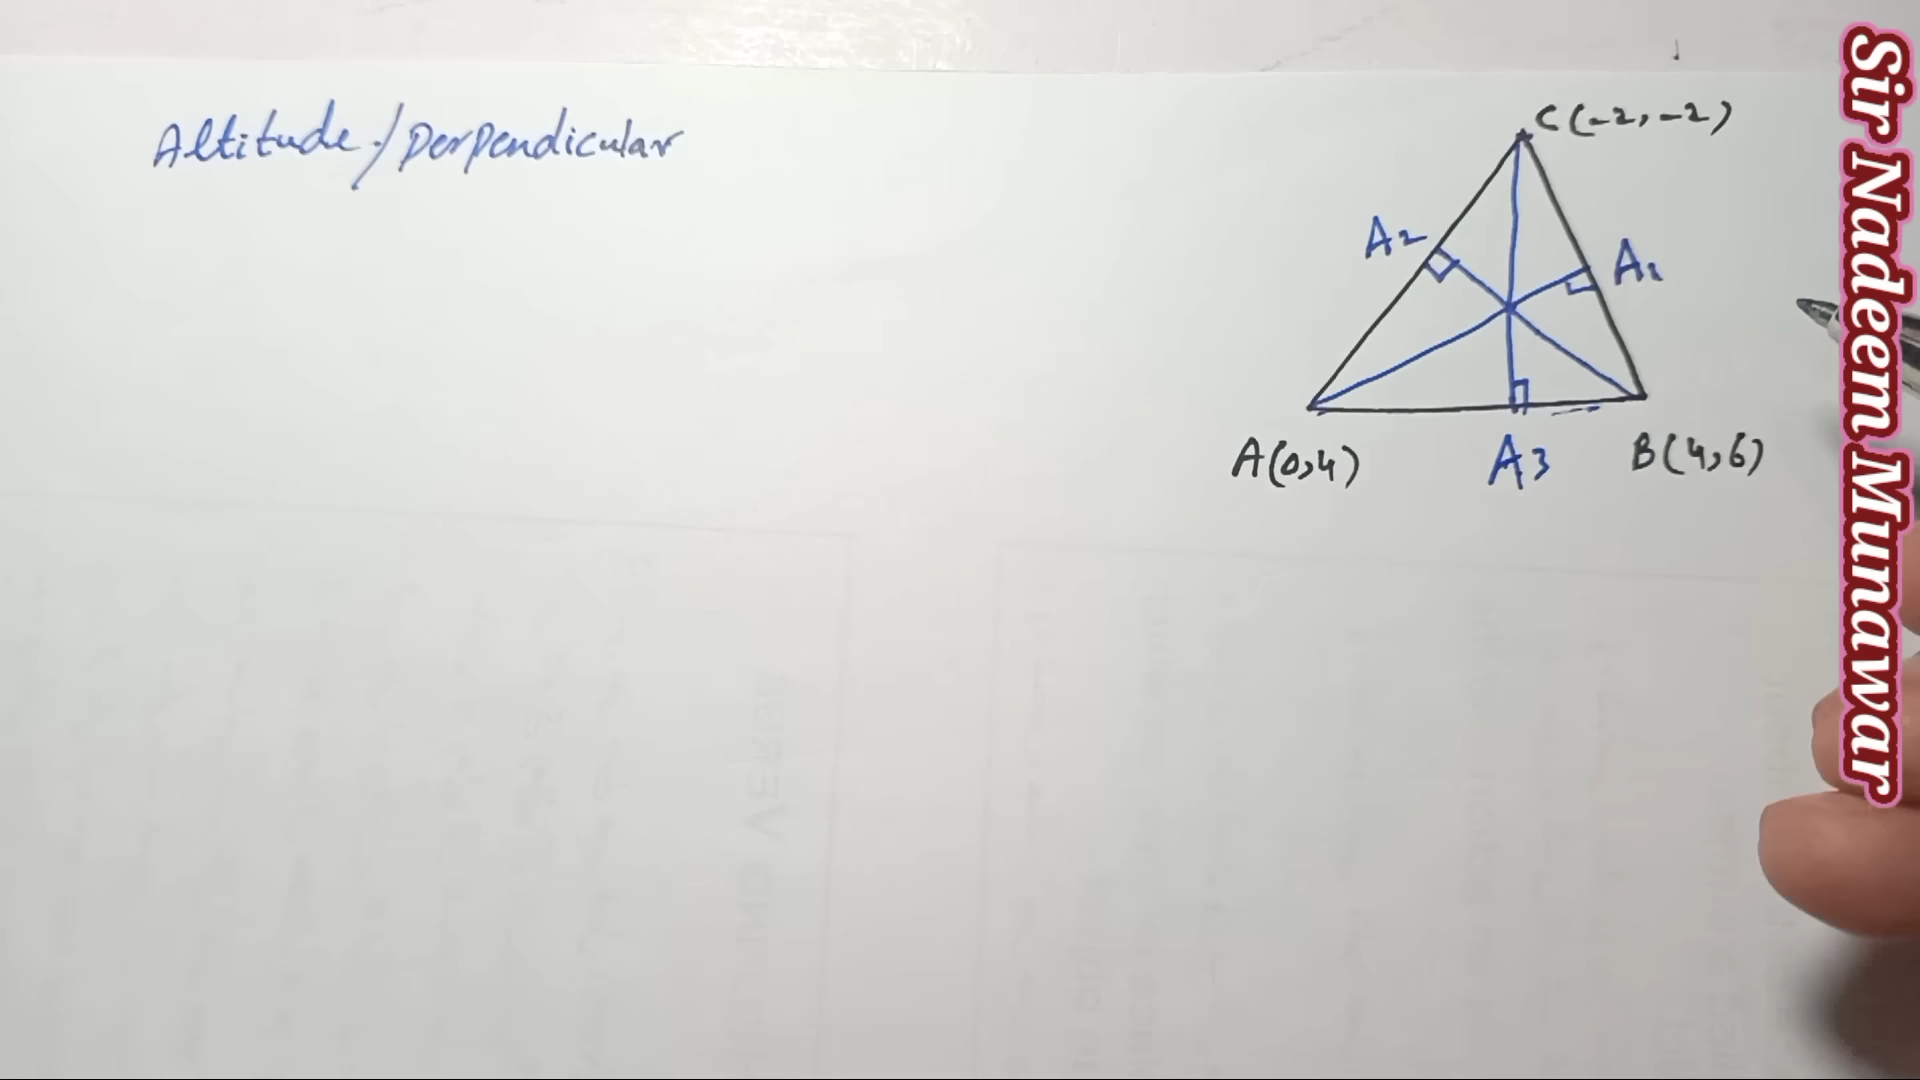 Altitude/perpendicular
C(-2,-2)
A2
A1
A(0,4)
A3
B(4,6)
Sir Nadeem Munawar